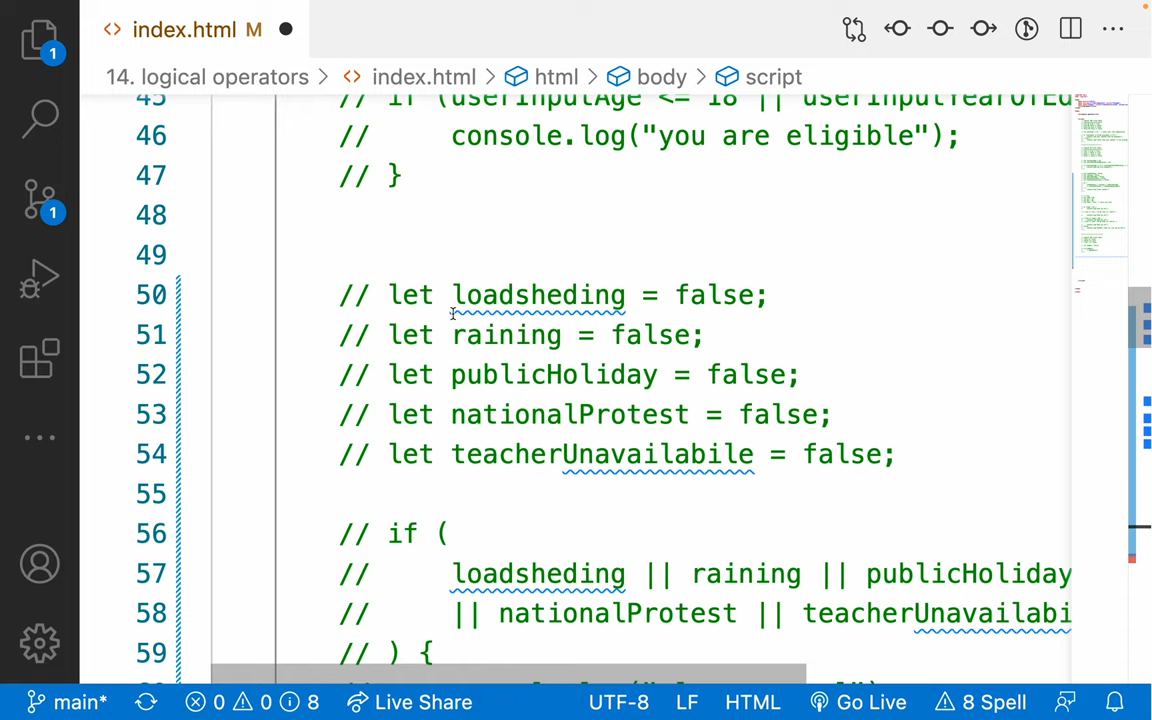 index.html M
1
14. logical operators > index.html > html > body > script
45 // if (userInputAge <= 18 || userInputYearOfEd
46 // console.log("you are eligible");
47 // }
48
49
50 // let loadsheding = false;
1
51 // let raining = false;
52 // let publicHoliday = false;
53 // let nationalProtest = false;
54 // let teacherUnavailabile = false;
55
56 // if (
57 // loadsheding || raining || publicHoliday
58 // || nationalProtest || teacherUnavailabi
59 // ) {
main* 0 0 8 Live Share UTF-8 LF HTML Go Live 8 Spell